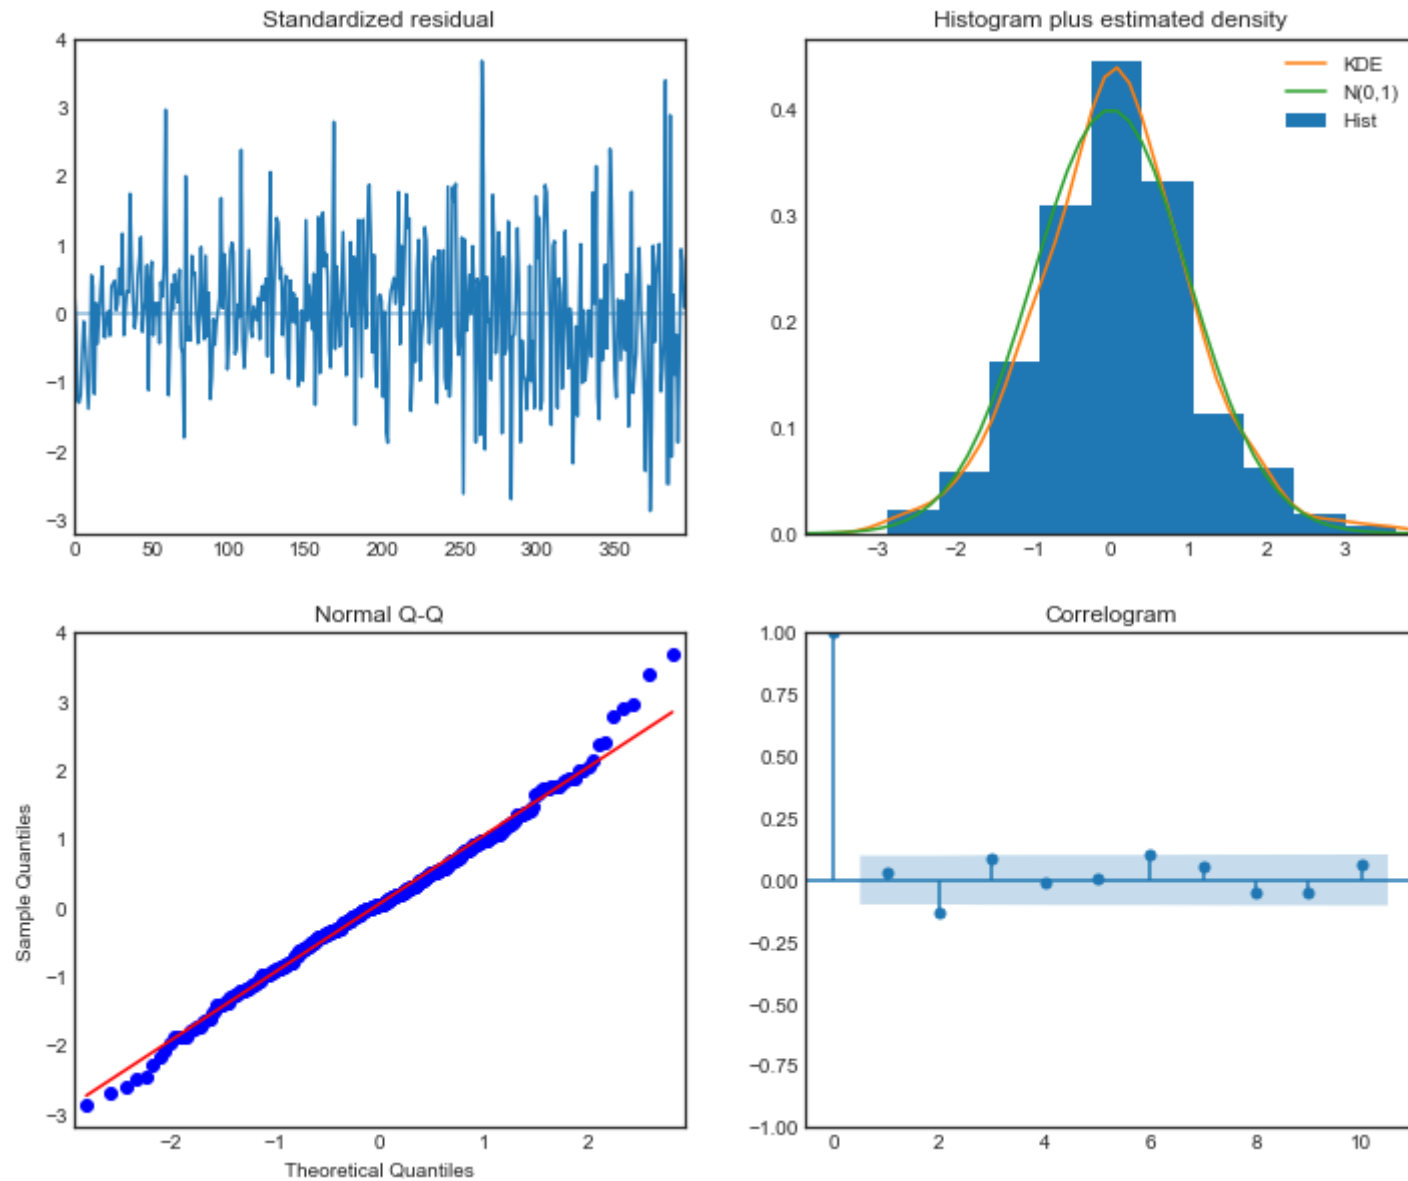 Standardized residual
4
3
2
1
0
−1
−2
−3
0 50 100 150 200 250 300 350
Histogram plus estimated density
KDE
N(0,1)
Hist
0.4
0.3
0.2
0.1
0.0
−3 −2 −1 0 1 2 3
Normal Q-Q
Sample Quantiles
4
3
2
1
0
−1
−2
−3
−2 −1 0 1 2
Theoretical Quantiles
Correlogram
1.00
0.75
0.50
0.25
0.00
−0.25
−0.50
−0.75
−1.00
0 2 4 6 8 10